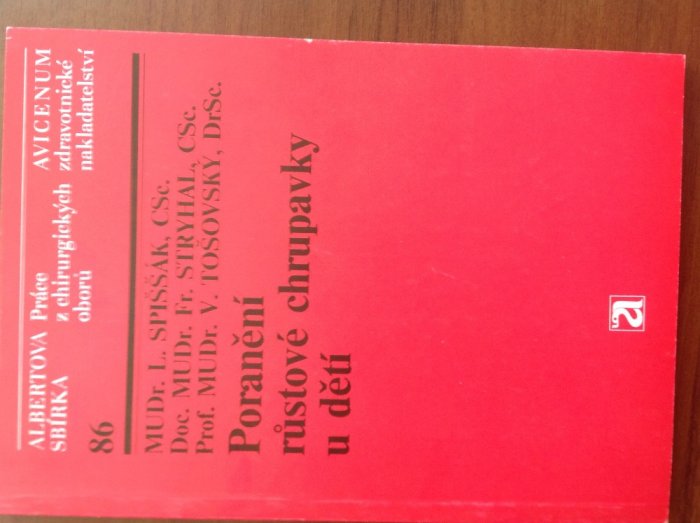 ALBERTOVA
SBÍRKA
Práce
z chirurgických
oborů
AVICENUM
zdravotnické
nakladatelství
86
MUDr. L. SPIŠŠÁK, CSc.
Doc. MUDr. Fr. STRYHAL, CSc.
Prof. MUDr. V. TOŠOVSKÝ, DrSc.
Poranění
růstové chrupavky
u dětí